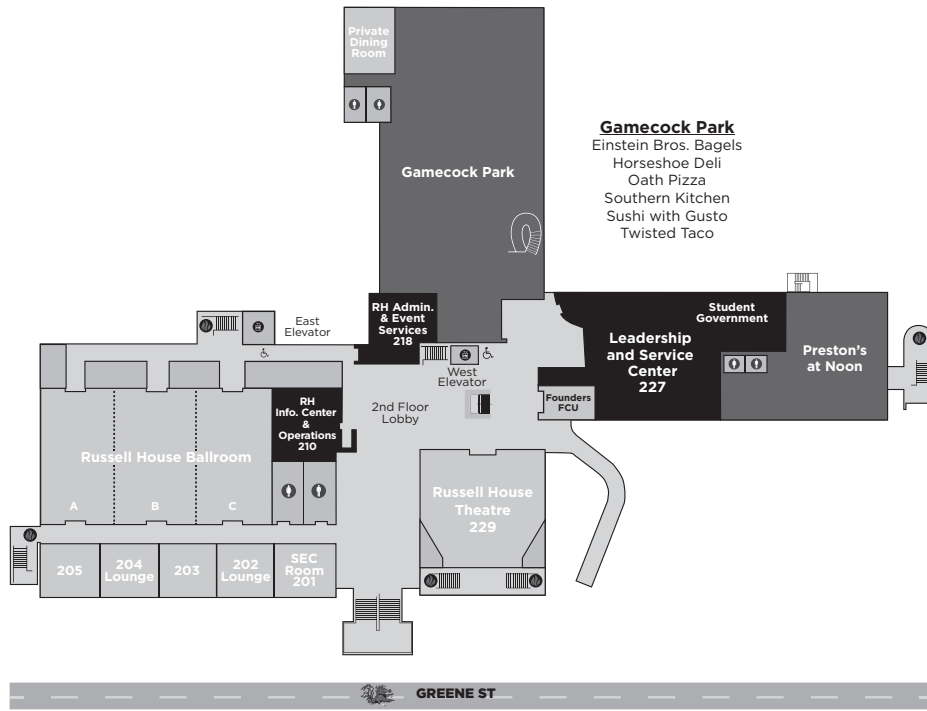 Private
Dining
Room
Gamecock Park
Gamecock Park
Einstein Bros. Bagels
Horseshoe Deli
Oath Pizza
Southern Kitchen
Sushi with Gusto
Twisted Taco
RH Admin.
& Event
Services
218
East
Elevator
West
Elevator
Student
Government
Leadership
and Service
Center
227
Preston's
at Noon
Founders
FCU
2nd Floor
Lobby
RH
Info. Center
&
Operations
210
Russell House Ballroom
A
B
C
Russell House
Theatre
229
205
204
Lounge
203
202
Lounge
SEC
Room
201
GREENE ST